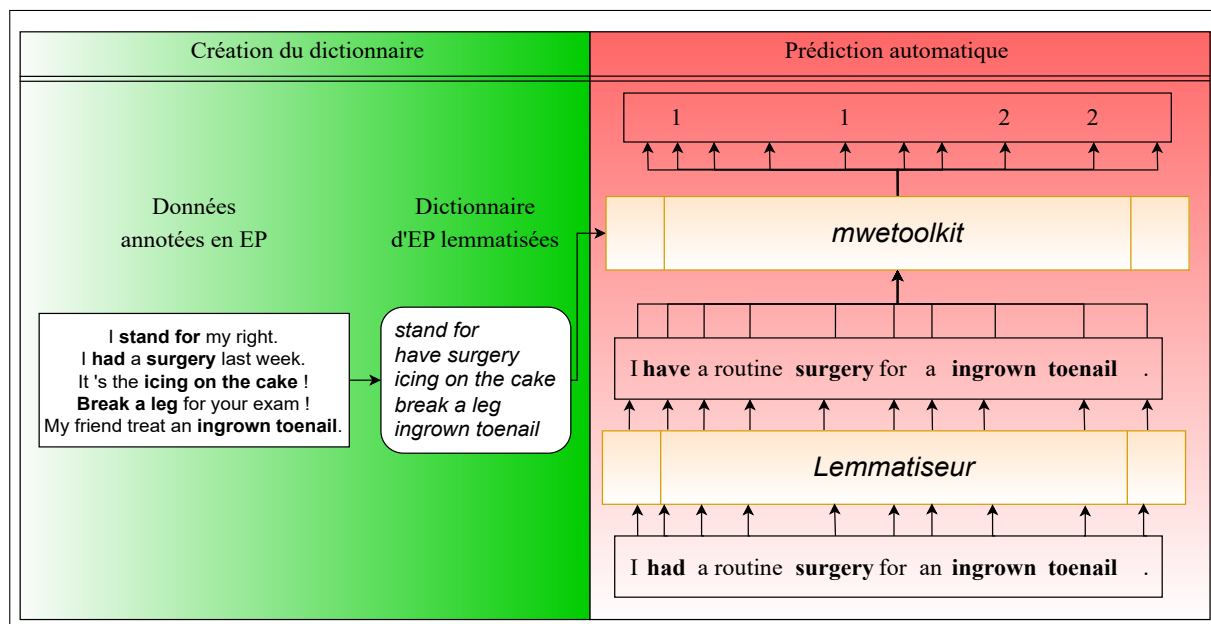 Création du dictionnaire
Données
annotées en EP
Dictionnaire
d'EP lemmatisées
I stand for my right.
I had a surgery last week.
It 's the icing on the cake !
Break a leg for your exam !
My friend treat an ingrown toenail.
stand for
have surgery
icing on the cake
break a leg
ingrown toenail
Prédiction automatique
1 1 2 2
mwetoolkit
I have a routine surgery for a ingrown toenail .
Lemmatiseur
I had a routine surgery for an ingrown toenail .